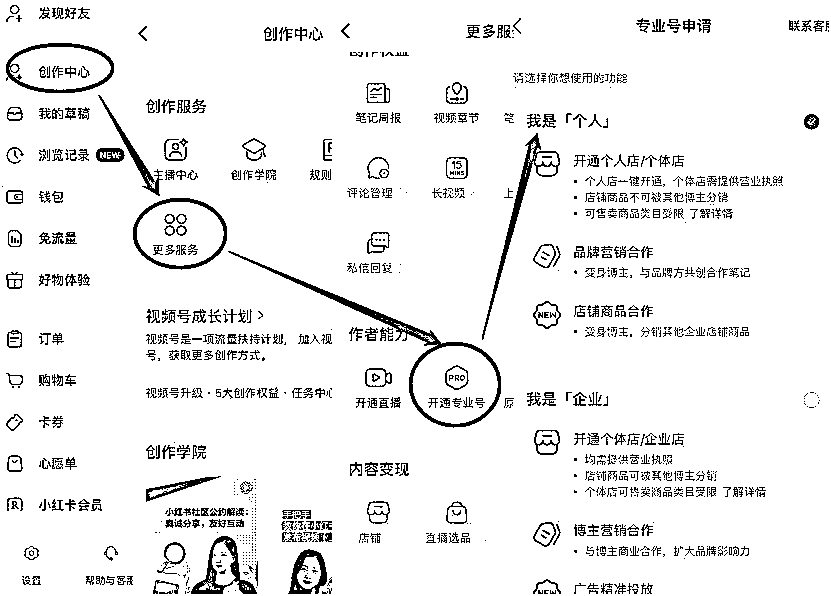 发现好友
创作中心
我的草稿
浏览记录 NEW
钱包
免流量
好物体验
订单
购物车
卡券
心愿单
小红卡会员
设置
帮助与客服
创作中心
创作服务
主播中心
创作学院
规则
更多服务
视频号成长计划
视频号是一项流量扶持计划，加入视
号，获取更多创作方式。
视频号升级·5大创作权益·任务中心
创作学院
小红书社区公约解读：
真诚分享，友好互动
手把手
更多服
创作权益
笔记周报
视频章节
笔
评论管理
15
MINS
长视频
上
私信回复
作者能力
开通直播
PRO
开通专业号
原
内容变现
店铺
直播选品
专业号申请
联系客服
请选择你想使用的功能
我是「个人」
开通个人店/个体店
• 个人店一键开通，个体店需提供营业执照
• 店铺商品不可被其他博主分销
• 可售卖商品类目受限 了解详情
品牌营销合作
• 变身博主，与品牌方共创合作笔记
NEW
店铺商品合作
• 变身博主，分销其他企业店铺商品
我是「企业」
开通个体店/企业店
• 均需提供营业执照
• 店铺商品可被其他博主分销
• 个体店可售卖商品类目受限 了解详情
博主营销合作
• 与博主商业合作，扩大品牌影响力
NEW
广告精准投放